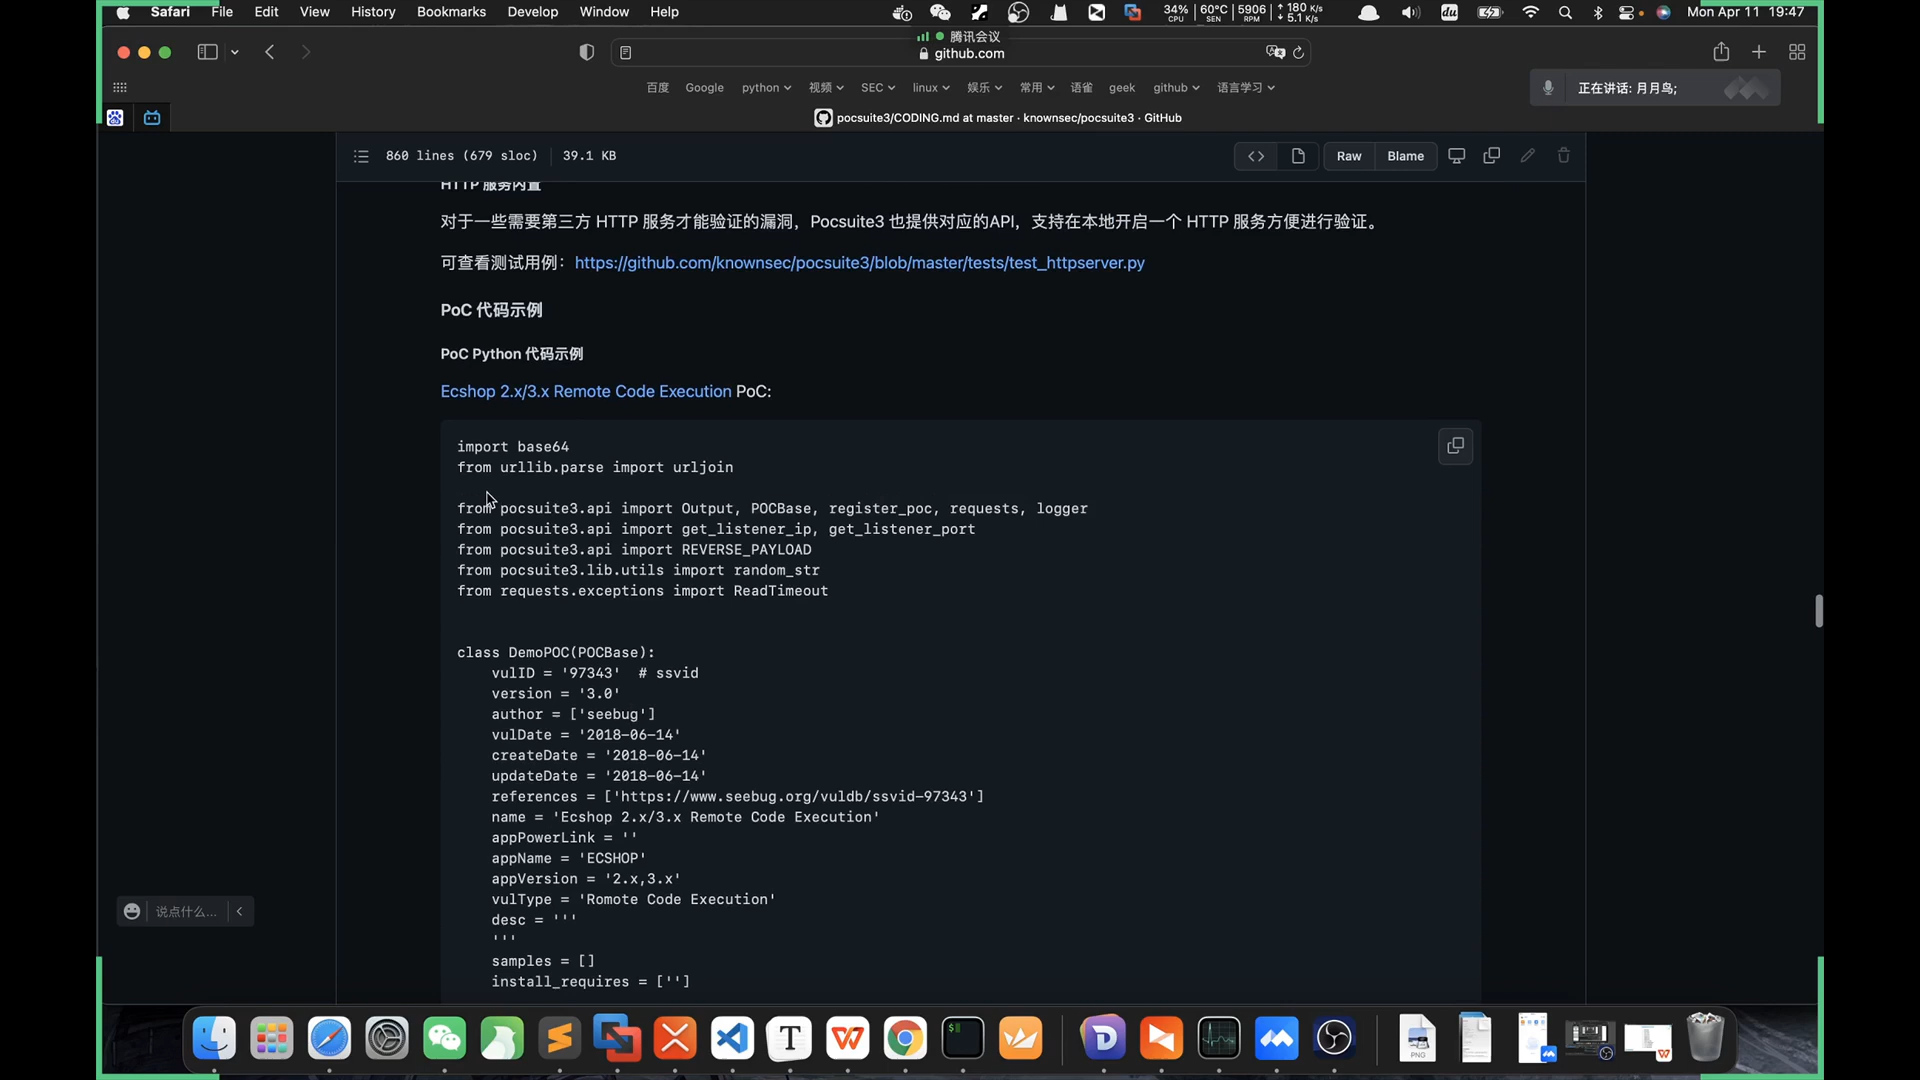 Safari File Edit View History Bookmarks Develop Window Help
34% CPU 60°C SEN 5906 RPM 180 K/s 5.1 K/s
du
Mon Apr 11 19:47
腾讯会议
github.com
百度 Google python 视频 SEC linux 娱乐 常用 语雀 geek github 语言学习
正在讲话: 月月鸟;
pocsuite3/CODING.md at master · knownsec/pocsuite3 · GitHub
860 lines (679 sloc) 39.1 KB
Raw Blame
HTTP 服务内置
对于一些需要第三方 HTTP 服务才能验证的漏洞，Pocsuite3 也提供对应的API，支持在本地开启一个 HTTP 服务方便进行验证。
可查看测试用例：https://github.com/knownsec/pocsuite3/blob/master/tests/test_httpserver.py
PoC 代码示例
PoC Python 代码示例
Ecshop 2.x/3.x Remote Code Execution PoC:
import base64
from urllib.parse import urljoin
from pocsuite3.api import Output, POCBase, register_poc, requests, logger
from pocsuite3.api import get_listener_ip, get_listener_port
from pocsuite3.api import REVERSE_PAYLOAD
from pocsuite3.lib.utils import random_str
from requests.exceptions import ReadTimeout
class DemoPOC(POCBase):
vulID = '97343'  # ssvid
version = '3.0'
author = ['seebug']
vulDate = '2018-06-14'
createDate = '2018-06-14'
updateDate = '2018-06-14'
references = ['https://www.seebug.org/vuldb/ssvid-97343']
name = 'Ecshop 2.x/3.x Remote Code Execution'
appPowerLink = ''
appName = 'ECSHOP'
appVersion = '2.x,3.x'
vulType = 'Romote Code Execution'
desc = '''
'''
samples = []
install_requires = ['']
说点什么...
PNG